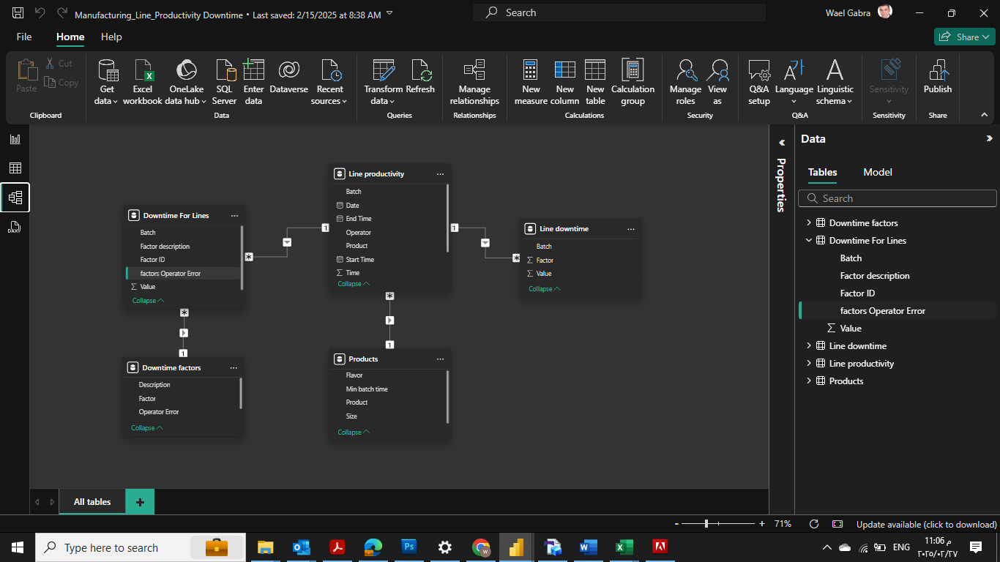 Manufacturing_Line_Productivity Downtime • Last saved: 2/15/2025 at 8:38 AM
Search
Wael Gabra
File
Home
Help
Share
Paste
Cut
Copy
Clipboard
Get data
Excel workbook
OneLake data hub
SQL Server
Enter data
Dataverse
Recent sources
Data
Transform data
Refresh
Queries
Manage relationships
Relationships
New measure
New column
New table
Calculation group
Calculations
Manage roles
View as
Security
Q&A setup
Language
Linguistic schema
Q&A
Sensitivity
Sensitivity
Publish
Share
Downtime For Lines
Batch
Factor description
Factor ID
factors Operator Error
Value
Collapse
Line productivity
Batch
Date
End Time
Operator
Product
Start Time
Time
Collapse
Line downtime
Batch
Factor
Value
Collapse
Downtime factors
Description
Factor
Operator Error
Collapse
Products
Flavor
Min batch time
Product
Size
Collapse
1
*
1
*
*
1
*
1
Properties
Data
Tables
Model
Search
Downtime factors
Downtime For Lines
Batch
Factor description
Factor ID
factors Operator Error
Value
Line downtime
Line productivity
Products
All tables
+
- + 71%
Update available (click to download)
Type here to search
ENG
11:06 م
٢٠٢٥/٠٢/٢٧